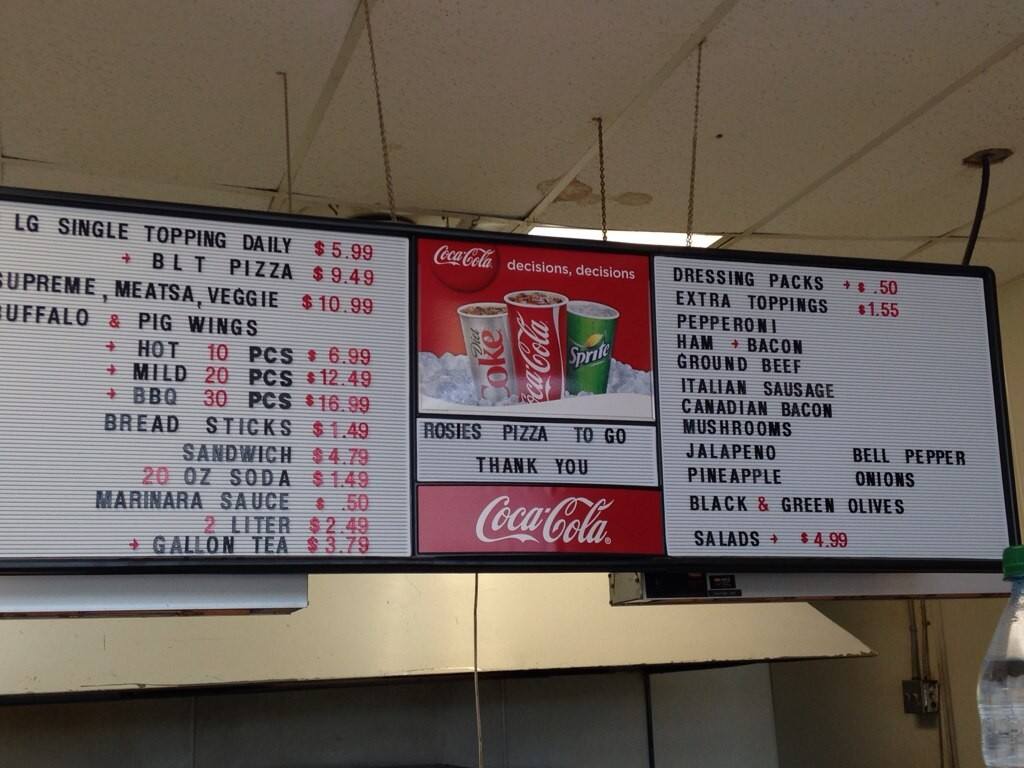 LG SINGLE TOPPING DAILY $5.99
→ BLT PIZZA $9.49
SUPREME, MEATSA, VEGGIE $10.99
BUFFALO & PIG WINGS
→ HOT 10 PCS $6.99
→ MILD 20 PCS $12.49
→ BBQ 30 PCS $16.99
BREAD STICKS $1.49
SANDWICH $4.79
20 OZ SODA $1.49
MARINARA SAUCE $.50
2 LITER $2.49
→ GALLON TEA $3.79
Coca-Cola decisions, decisions
Diet Coke
Coca-Cola
Sprite
ROSIES PIZZA TO GO
THANK YOU
Coca-Cola
DRESSING PACKS → $.50
EXTRA TOPPINGS $1.55
PEPPERONI
HAM → BACON
GROUND BEEF
ITALIAN SAUSAGE
CANADIAN BACON
MUSHROOMS
JALAPENO BELL PEPPER
PINEAPPLE ONIONS
BLACK & GREEN OLIVES
SALADS → $4.99